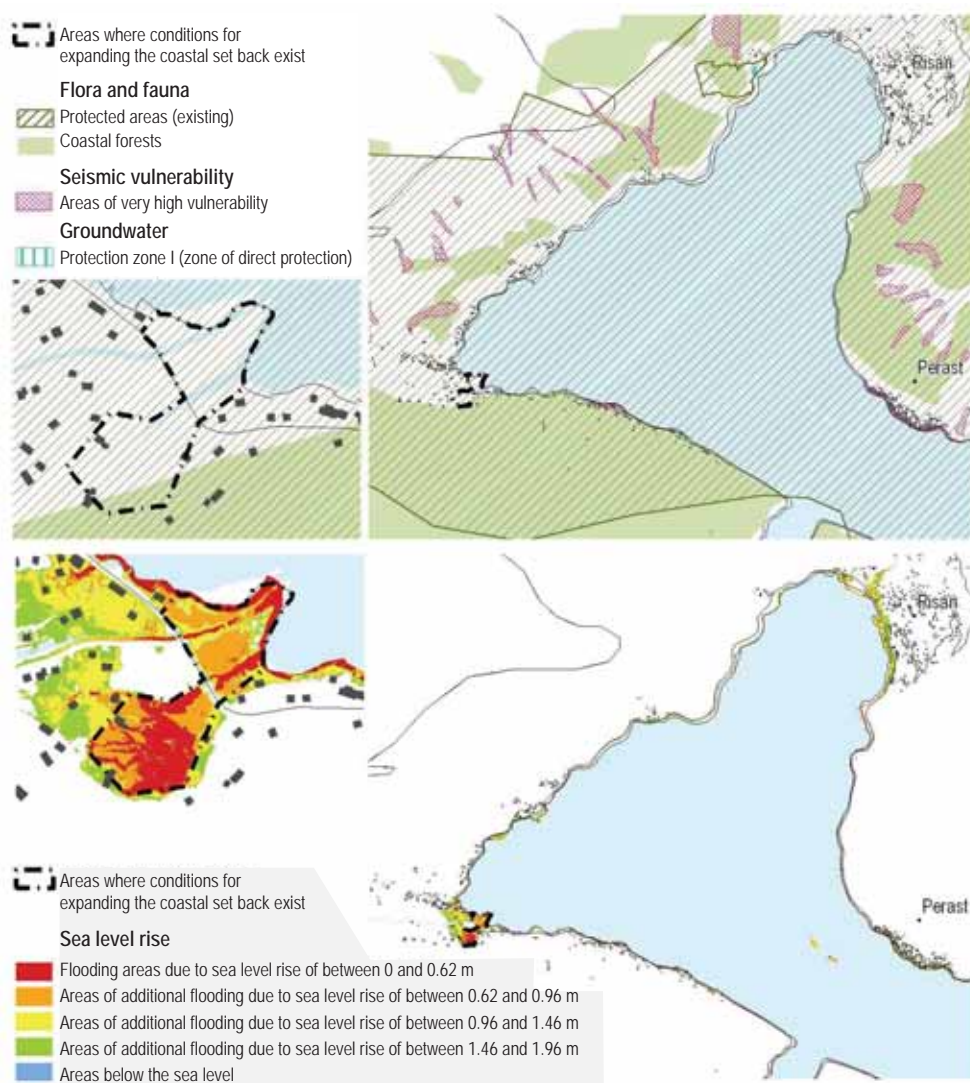 Areas where conditions for
expanding the coastal set back exist
Flora and fauna
Protected areas (existing)
Coastal forests
Seismic vulnerability
Areas of very high vulnerability
Groundwater
Protection zone I (zone of direct protection)
Risan
Perast
Risan
Perast
Areas where conditions for
expanding the coastal set back exist
Sea level rise
Flooding areas due to sea level rise of between 0 and 0.62 m
Areas of additional flooding due to sea level rise of between 0.62 and 0.96 m
Areas of additional flooding due to sea level rise of between 0.96 and 1.46 m
Areas of additional flooding due to sea level rise of between 1.46 and 1.96 m
Areas below the sea level